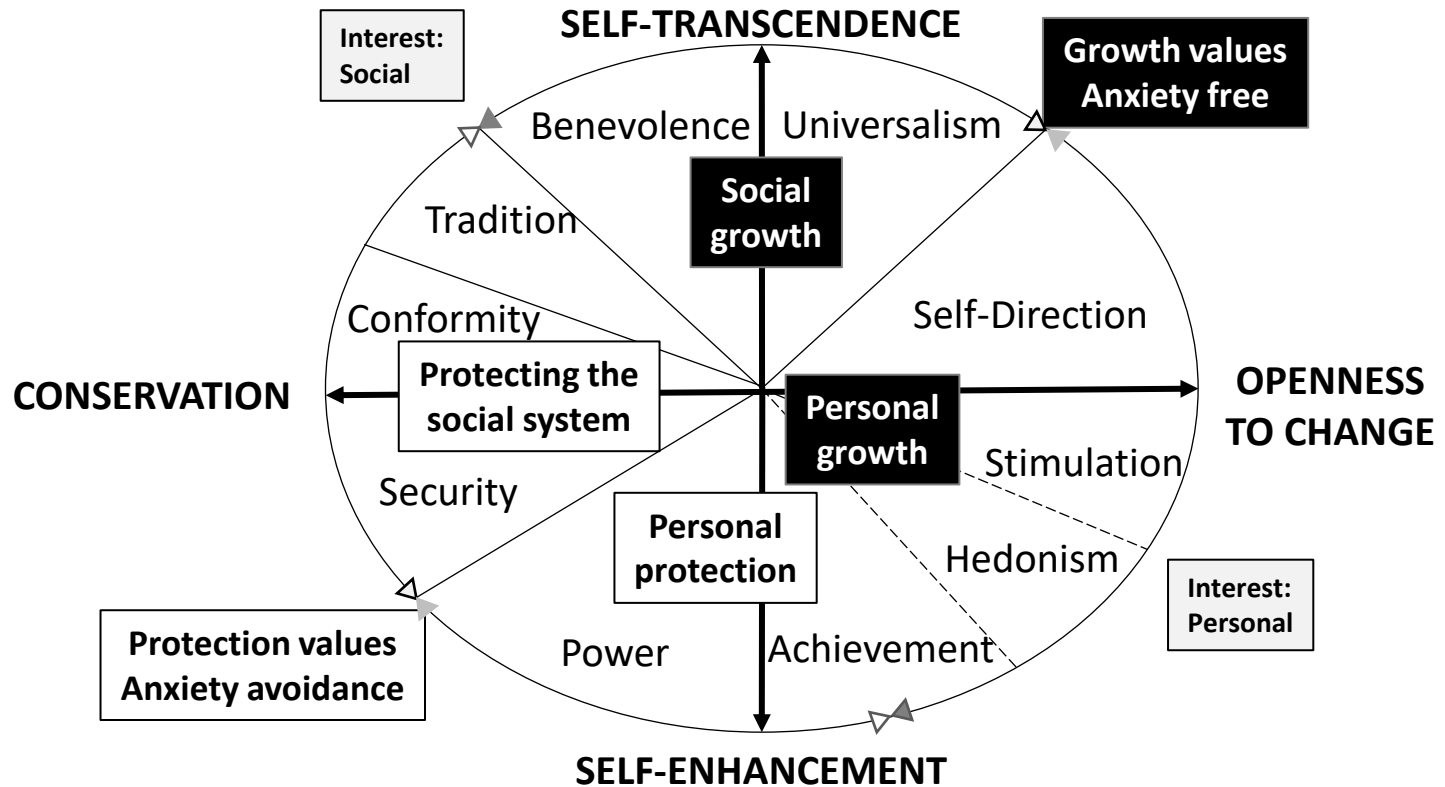 SELF-TRANSCENDENCE
Interest:
Social
Growth values
Anxiety free
Benevolence
Universalism
Social
growth
Tradition
Self-Direction
Conformity
CONSERVATION
Protecting the
social system
Personal
growth
OPENNESS
TO CHANGE
Stimulation
Security
Personal
protection
Hedonism
Interest:
Personal
Protection values
Anxiety avoidance
Power
Achievement
SELF-ENHANCEMENT